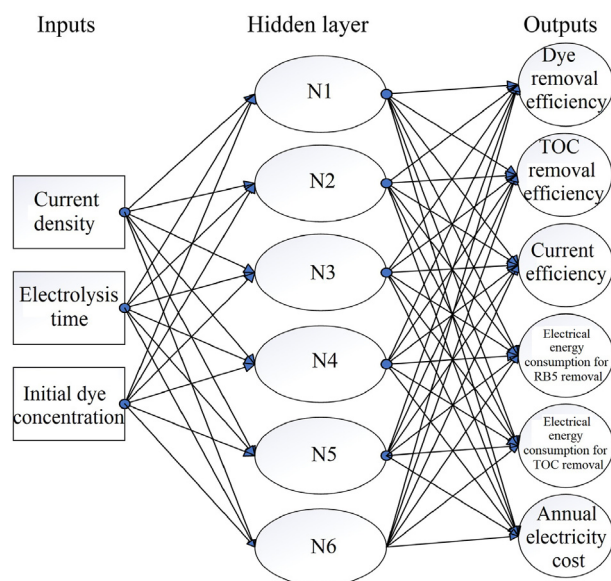 Inputs
Hidden layer
Outputs
Current
density
Electrolysis
time
Initial dye
concentration
N1
N2
N3
N4
N5
N6
Dye
removal
efficiency
TOC
removal
efficiency
Current
efficiency
Electrical
energy
consumption for
RB5 removal
Electrical
energy
consumption for
TOC removal
Annual
electricity
cost